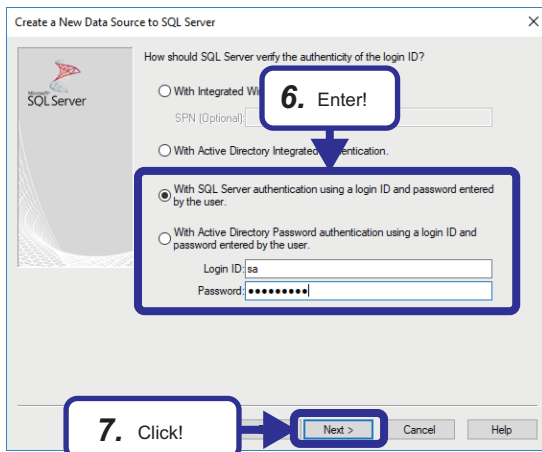 Create a New Data Source to SQL Server
How should SQL Server verify the authenticity of the login ID?
Microsoft
SQL Server
With Integrated
6. Enter!
SPN (Optional):
With Active Directory Integrated
With SQL Server authentication using a login ID and password entered
by the user.
With Active Directory Password authentication using a login ID and
password entered by the user.
Login ID: sa
Password: •••••••••
7. Click!
Next >
Cancel
Help